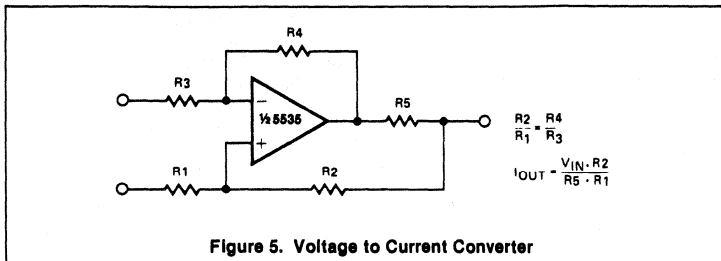 R4
R3
−
½ 5535
+
R5
R1
R2
R2/R1 = R4/R3
IOUT = VIN · R2 / R5 · R1
Figure 5. Voltage to Current Converter